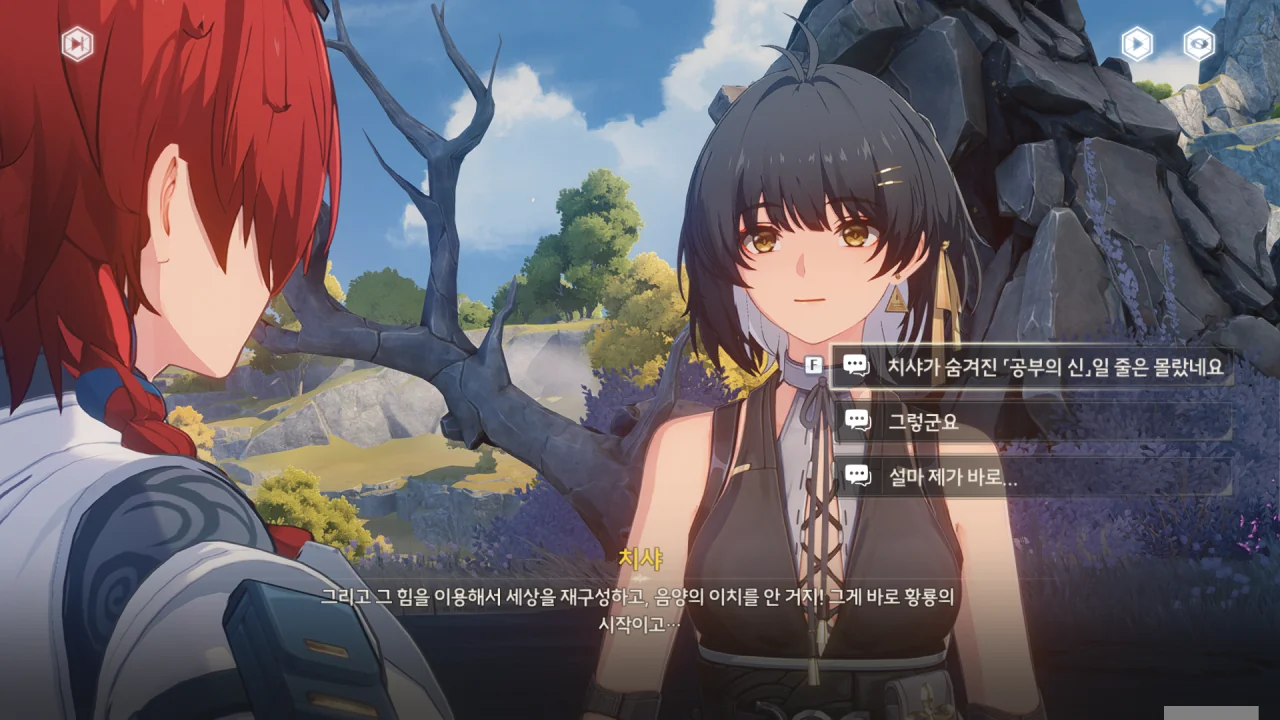 F
치샤가 숨겨진 「공부의 신」일 줄은 몰랐네요
그렇군요
설마 제가 바로...
치샤
그리고 그 힘을 이용해서 세상을 재구성하고, 음양의 이치를 안 거지! 그게 바로 황룡의
시작이고…